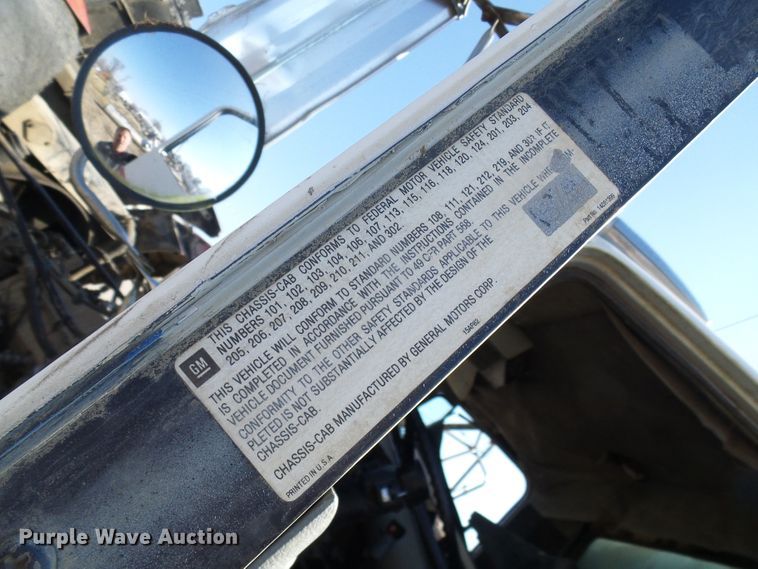 GM
THIS CHASSIS-CAB CONFORMS TO FEDERAL MOTOR VEHICLE SAFETY STANDARD
NUMBERS 101, 102, 103, 104, 106, 107, 113, 115, 116, 118, 120, 124, 201, 203, 204
205, 206, 207, 208, 209, 210, 211, AND 302.
THIS VEHICLE WILL CONFORM TO STANDARD NUMBERS 108, 111, 121, 212, 219, AND 301 IF IT
IS COMPLETED IN ACCORDANCE WITH THE INSTRUCTIONS CONTAINED IN THE INCOMPLETE
VEHICLE DOCUMENT FURNISHED PURSUANT TO 49 CFR PART 568.
CONFORMITY TO THE OTHER SAFETY STANDARDS APPLICABLE TO THIS VEHICLE WHEN COM-
PLETED IS NOT SUBSTANTIALLY AFFECTED BY THE DESIGN OF THE
CHASSIS-CAB.
CHASSIS-CAB MANUFACTURED BY GENERAL MOTORS CORP.
PRINTED IN U.S.A.
Part No.
Purple Wave Auction